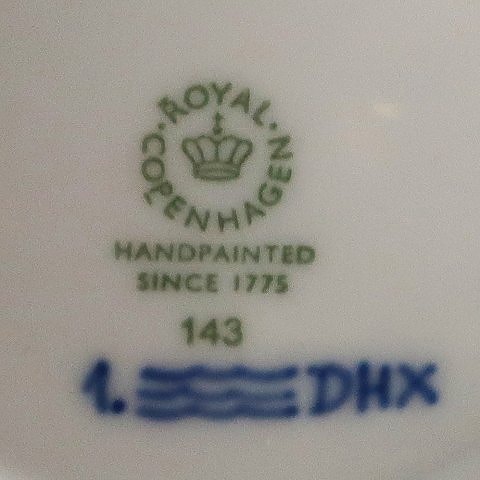 ROYAL COPENHAGEN
HANDPAINTED
SINCE 1775
143
1. DHX